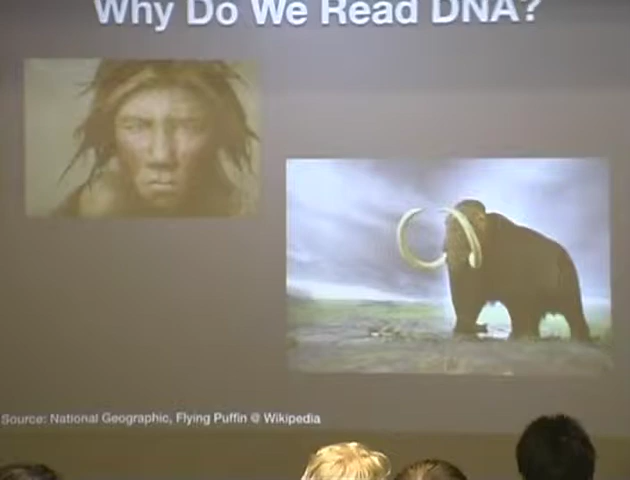 Why Do We Read DNA?
Source: National Geographic, Flying Puffin @ Wikipedia